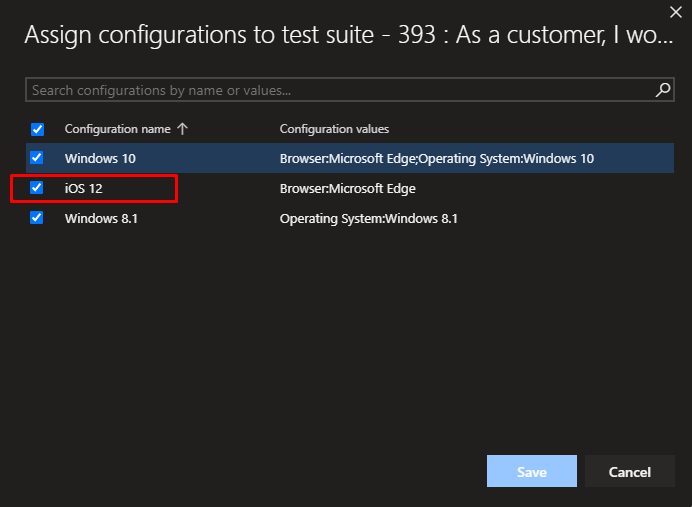 Assign configurations to test suite - 393 : As a customer, I wo...
Search configurations by name or values...
Configuration name Configuration values
Windows 10 Browser:Microsoft Edge;Operating System:Windows 10
iOS 12 Browser:Microsoft Edge
Windows 8.1 Operating System:Windows 8.1
Save Cancel